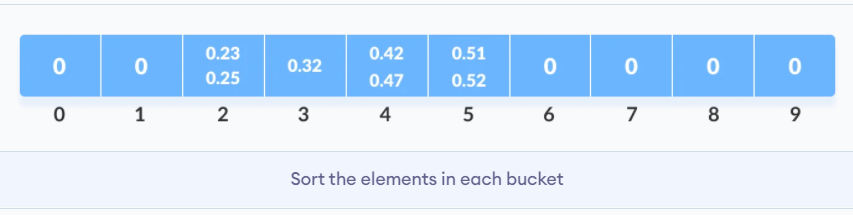 0 0 0.23 0.25 0.32 0.42 0.47 0.51 0.52 0 0 0 0
0 1 2 3 4 5 6 7 8 9
Sort the elements in each bucket